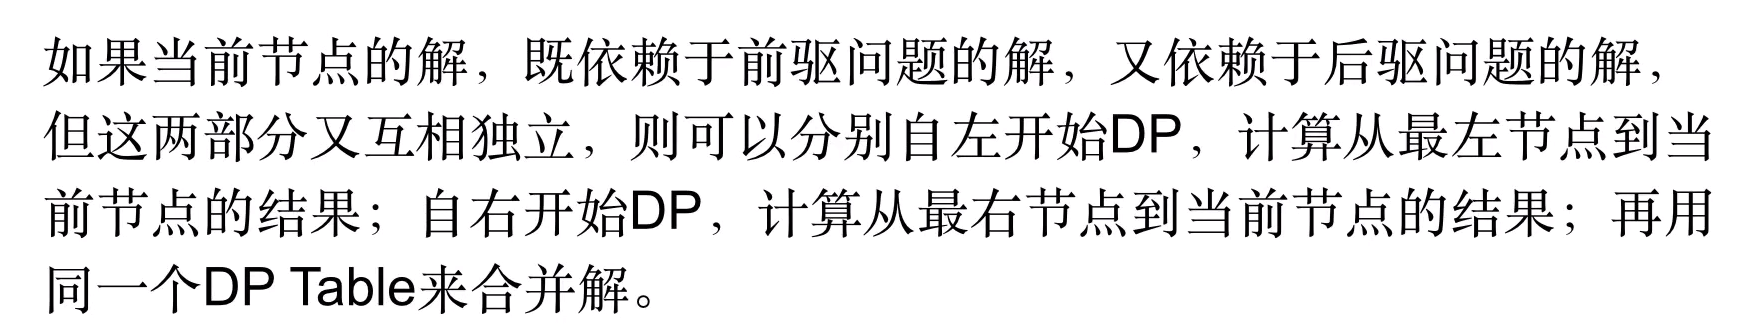 如果当前节点的解，既依赖于前驱问题的解，又依赖于后驱问题的解，
但这两部分又互相独立，则可以分别自左开始DP，计算从最左节点到当
前节点的结果；自右开始DP，计算从最右节点到当前节点的结果；再用
同一个DP Table来合并解。